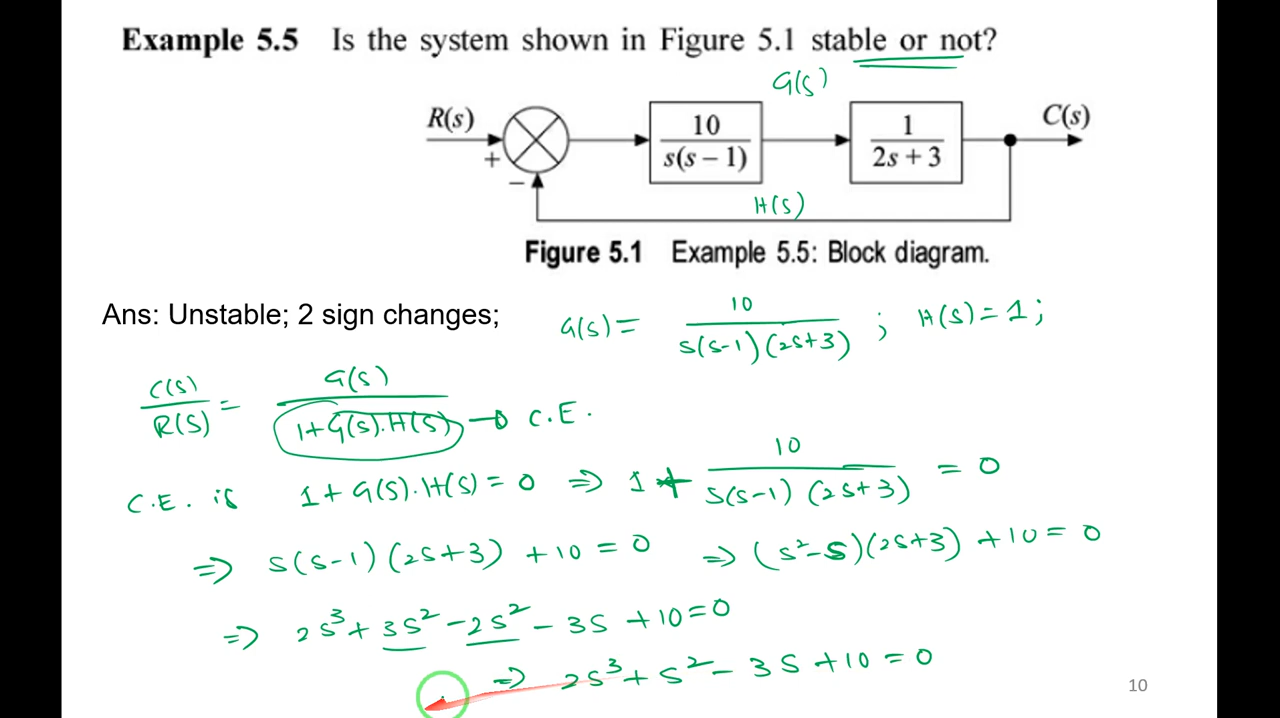 Example 5.5 Is the system shown in Figure 5.1 stable or not?
G(s)
R(s)
+
−
10
s(s − 1)
1
2s + 3
C(s)
H(s)
Figure 5.1 Example 5.5: Block diagram.
Ans: Unstable; 2 sign changes;
G(s) = 10 / s(s-1)(2s+3) ; H(s) = 1;
C(s)/R(s) = G(s) / 1+G(s).H(s) → C.E.
C.E. is 1+G(s).H(s) = 0 ⇒ 1 + 10 / s(s-1)(2s+3) = 0
⇒ s(s-1)(2s+3) + 10 = 0 ⇒ (s²-s)(2s+3) + 10 = 0
⇒ 2s³ + 3s² - 2s² - 3s + 10 = 0
⇒ 2s³ + s² - 3s + 10 = 0
10